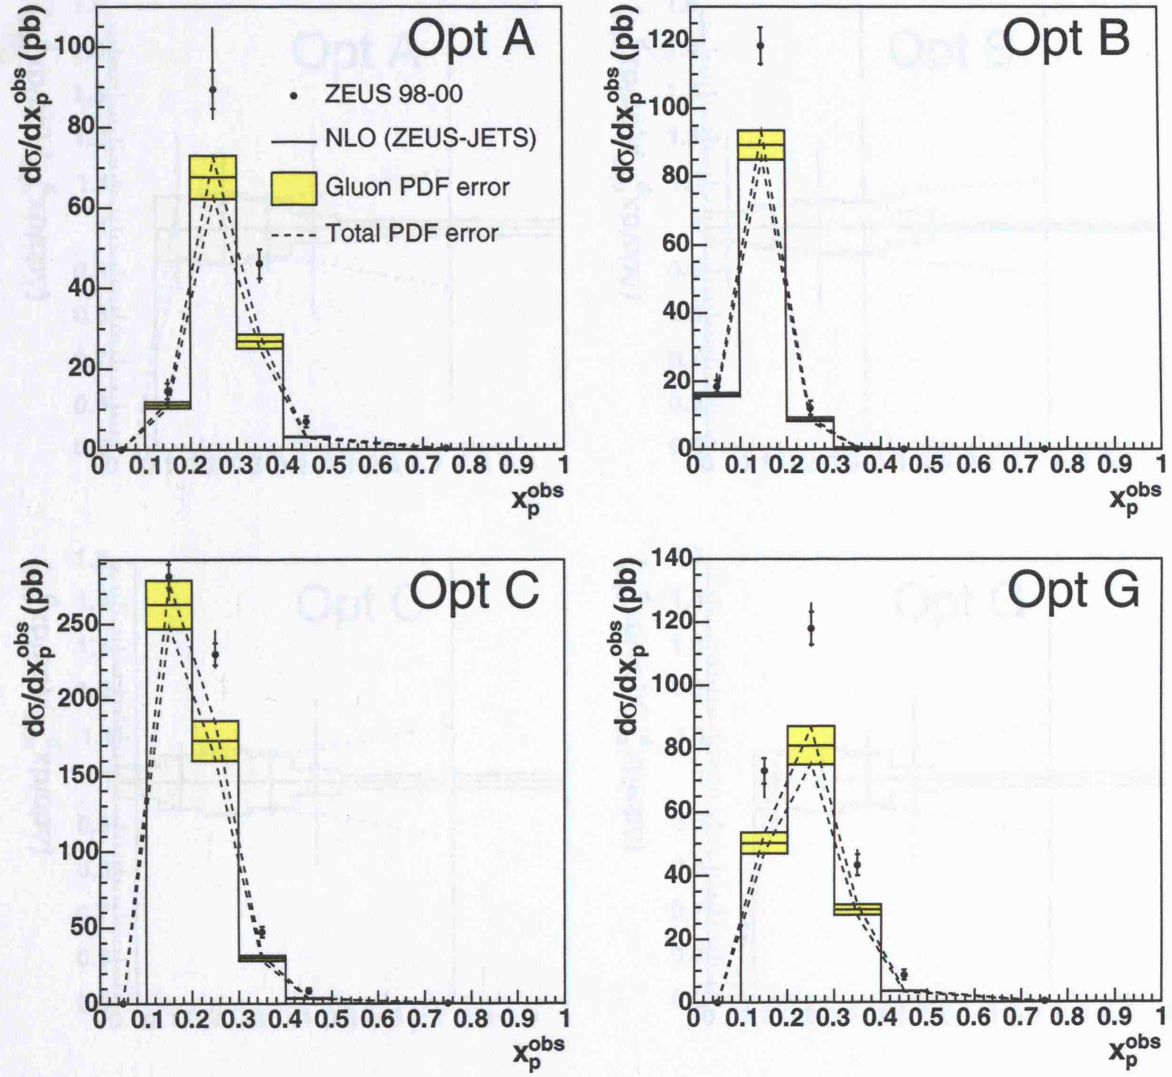 dσ/dx_p^obs (pb)
Opt A
ZEUS 98-00
NLO (ZEUS-JETS)
Gluon PDF error
Total PDF error
100
80
60
40
20
0
0 0.1 0.2 0.3 0.4 0.5 0.6 0.7 0.8 0.9 1
x_p^obs
dσ/dx_p^obs (pb)
Opt B
120
100
80
60
40
20
0
0 0.1 0.2 0.3 0.4 0.5 0.6 0.7 0.8 0.9 1
x_p^obs
dσ/dx_p^obs (pb)
Opt C
250
200
150
100
50
0
0 0.1 0.2 0.3 0.4 0.5 0.6 0.7 0.8 0.9 1
x_p^obs
dσ/dx_p^obs (pb)
Opt G
140
120
100
80
60
40
20
0
0 0.1 0.2 0.3 0.4 0.5 0.6 0.7 0.8 0.9 1
x_p^obs